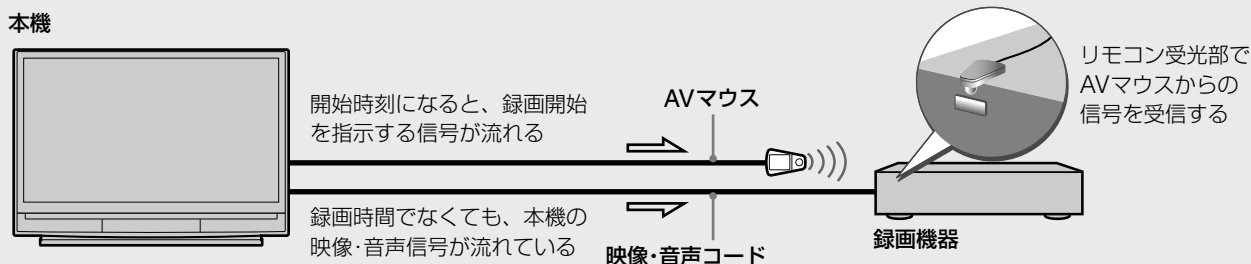 本機
開始時刻になると、録画開始
を指示する信号が流れる
AVマウス
リモコン受光部で
AVマウスからの
信号を受信する
録画時間でなくても、本機の
映像・音声信号が流れている
映像・音声コード
録画機器